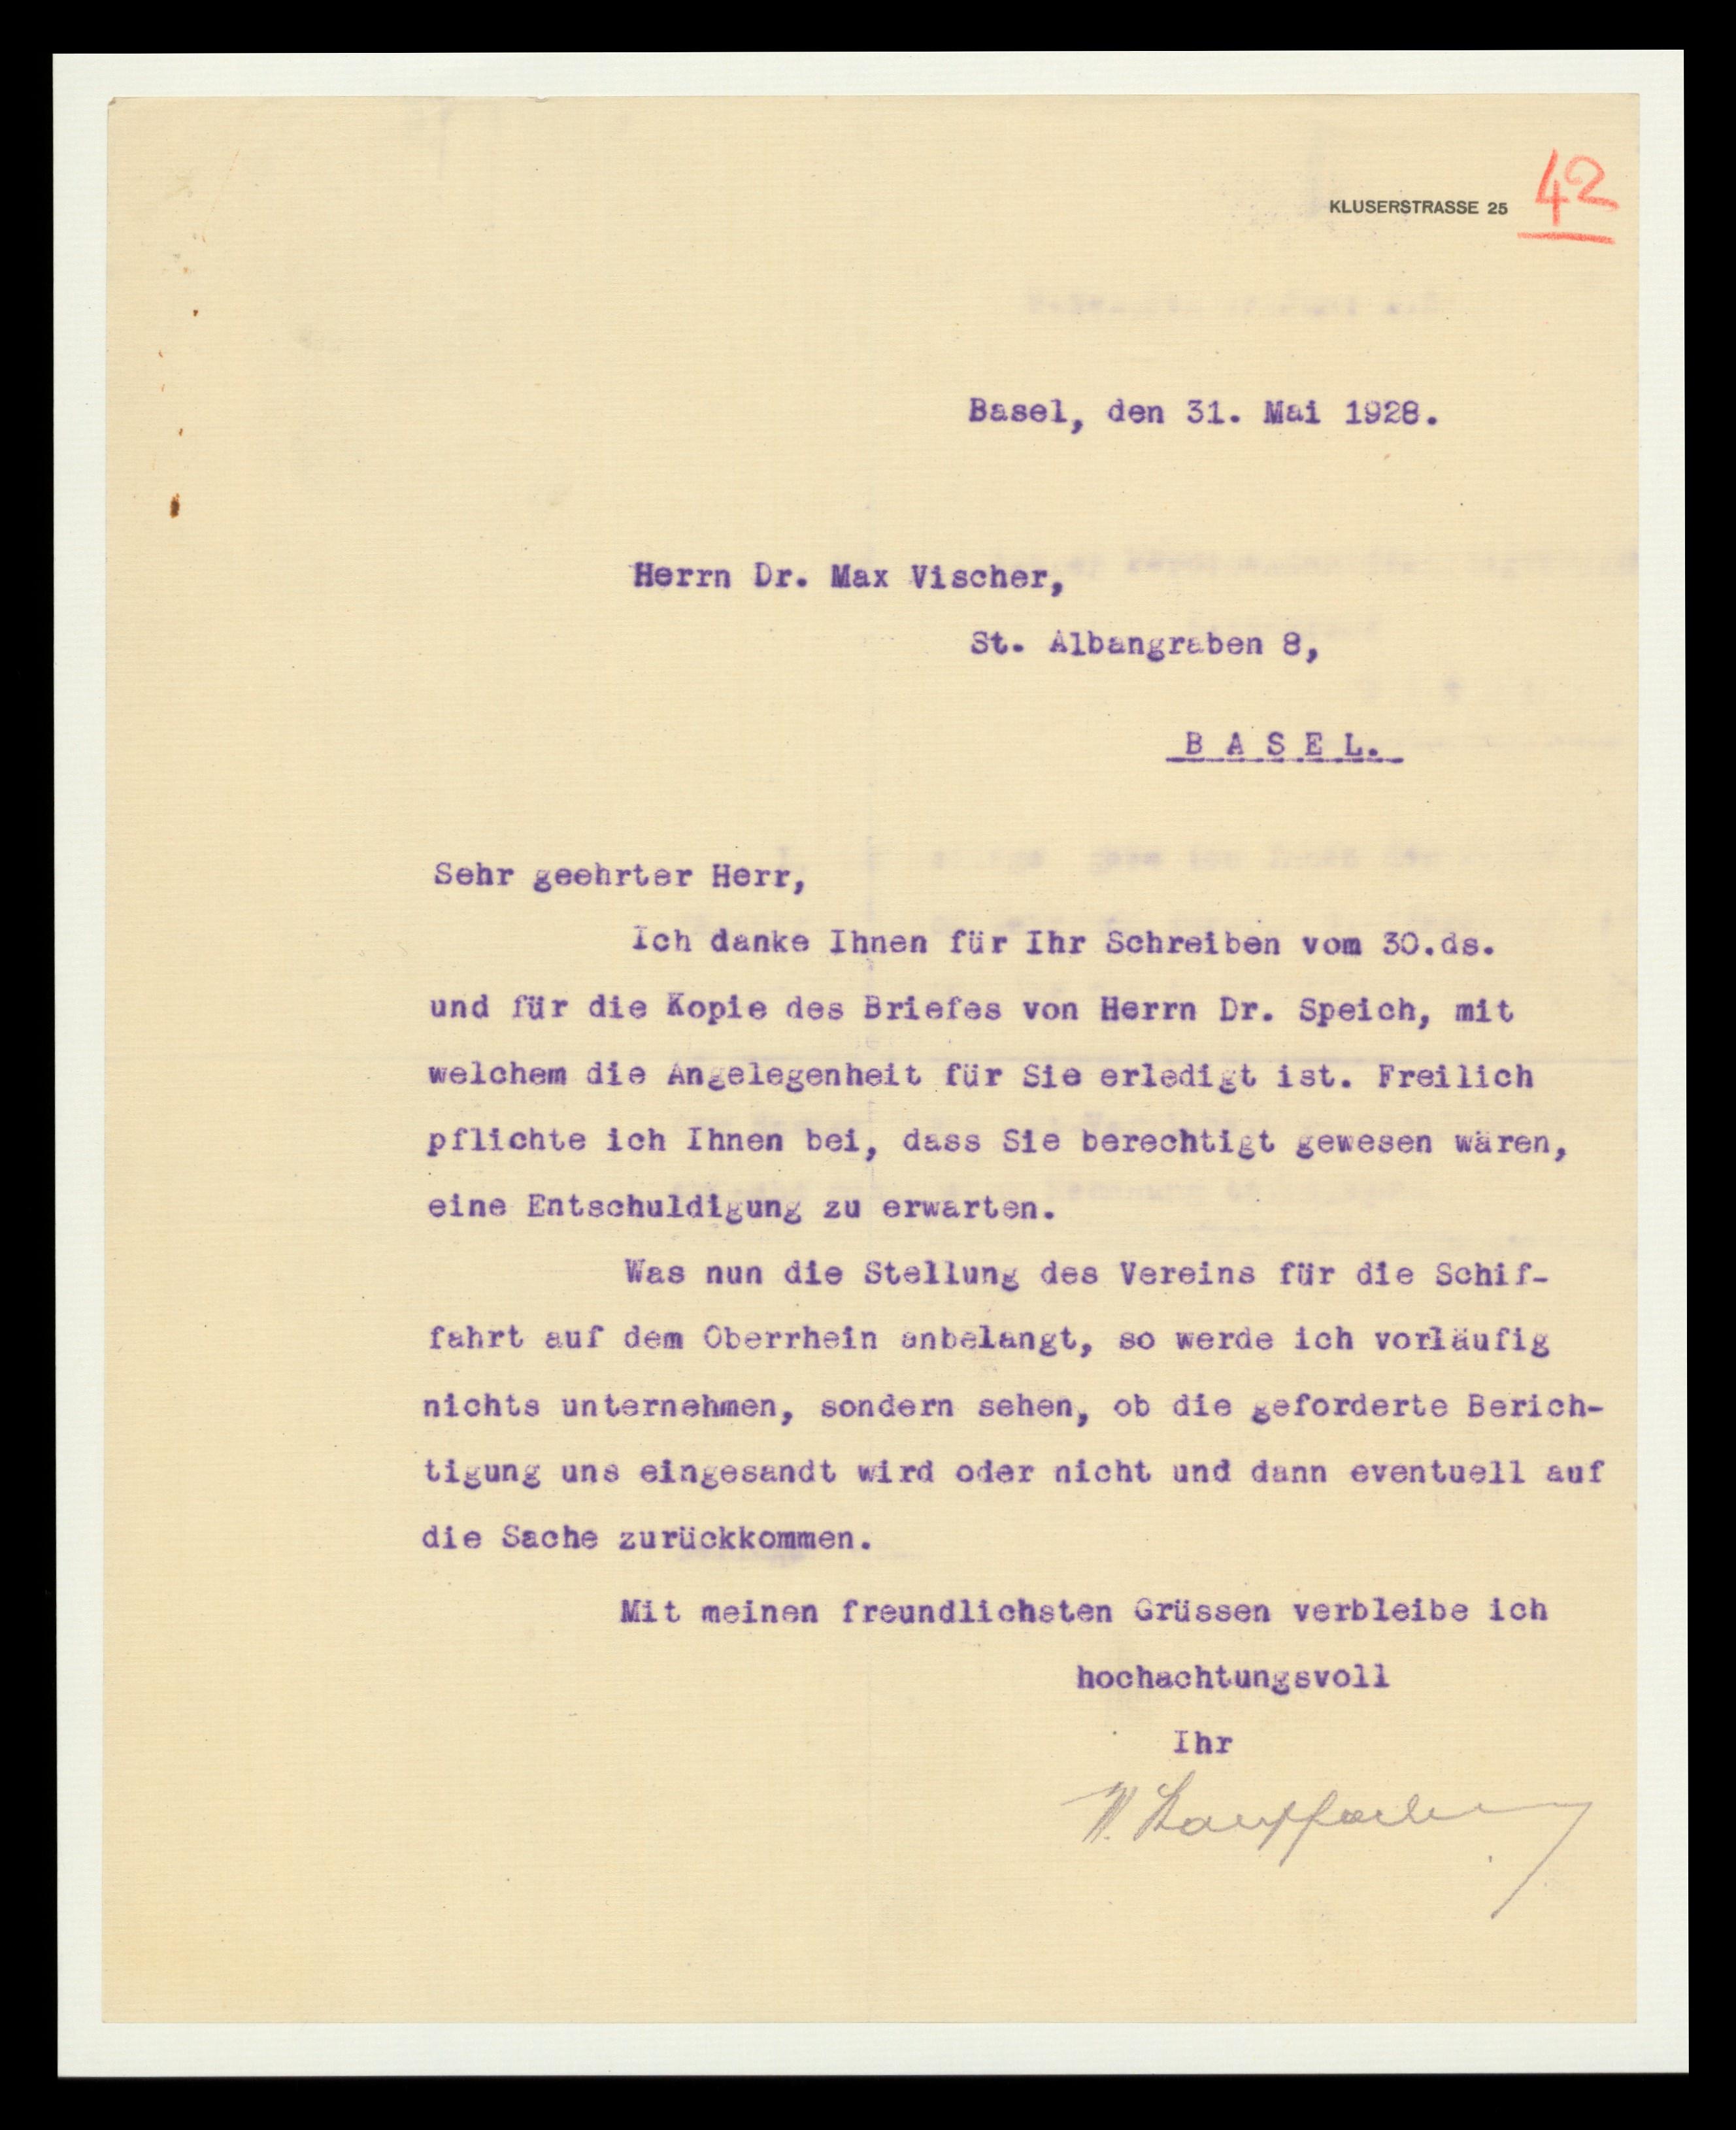 42
KLUSERSTRASSE 25
Basel, den 31. Mai 1928.
Herrn Dr. Max Vischer,
St. Albangraben 8,
B A S E L.
Sehr geehrter Herr,
Ich danke Ihnen für Ihr Schreiben vom 30.ds.
und für die Kopie des Briefes von Herrn Dr. Speich, mit
welchem die Angelegenheit für Sie erledigt ist. Freilich
pflichte ich Ihnen bei, dass Sie berechtigt gewesen wären,
eine Entschuldigung zu erwarten.
Was nun die Stellung des Vereins für die Schif-
fahrt auf dem Oberrhein anbelangt, so werde ich vorläufig
nichts unternehmen, sondern sehen, ob die geforderte Berich-
tigung uns eingesandt wird oder nicht und dann eventuell auf
die Sache zurückkommen.
Mit meinen freundlichsten Grüssen verbleibe ich
hochachtungsvoll
Ihr